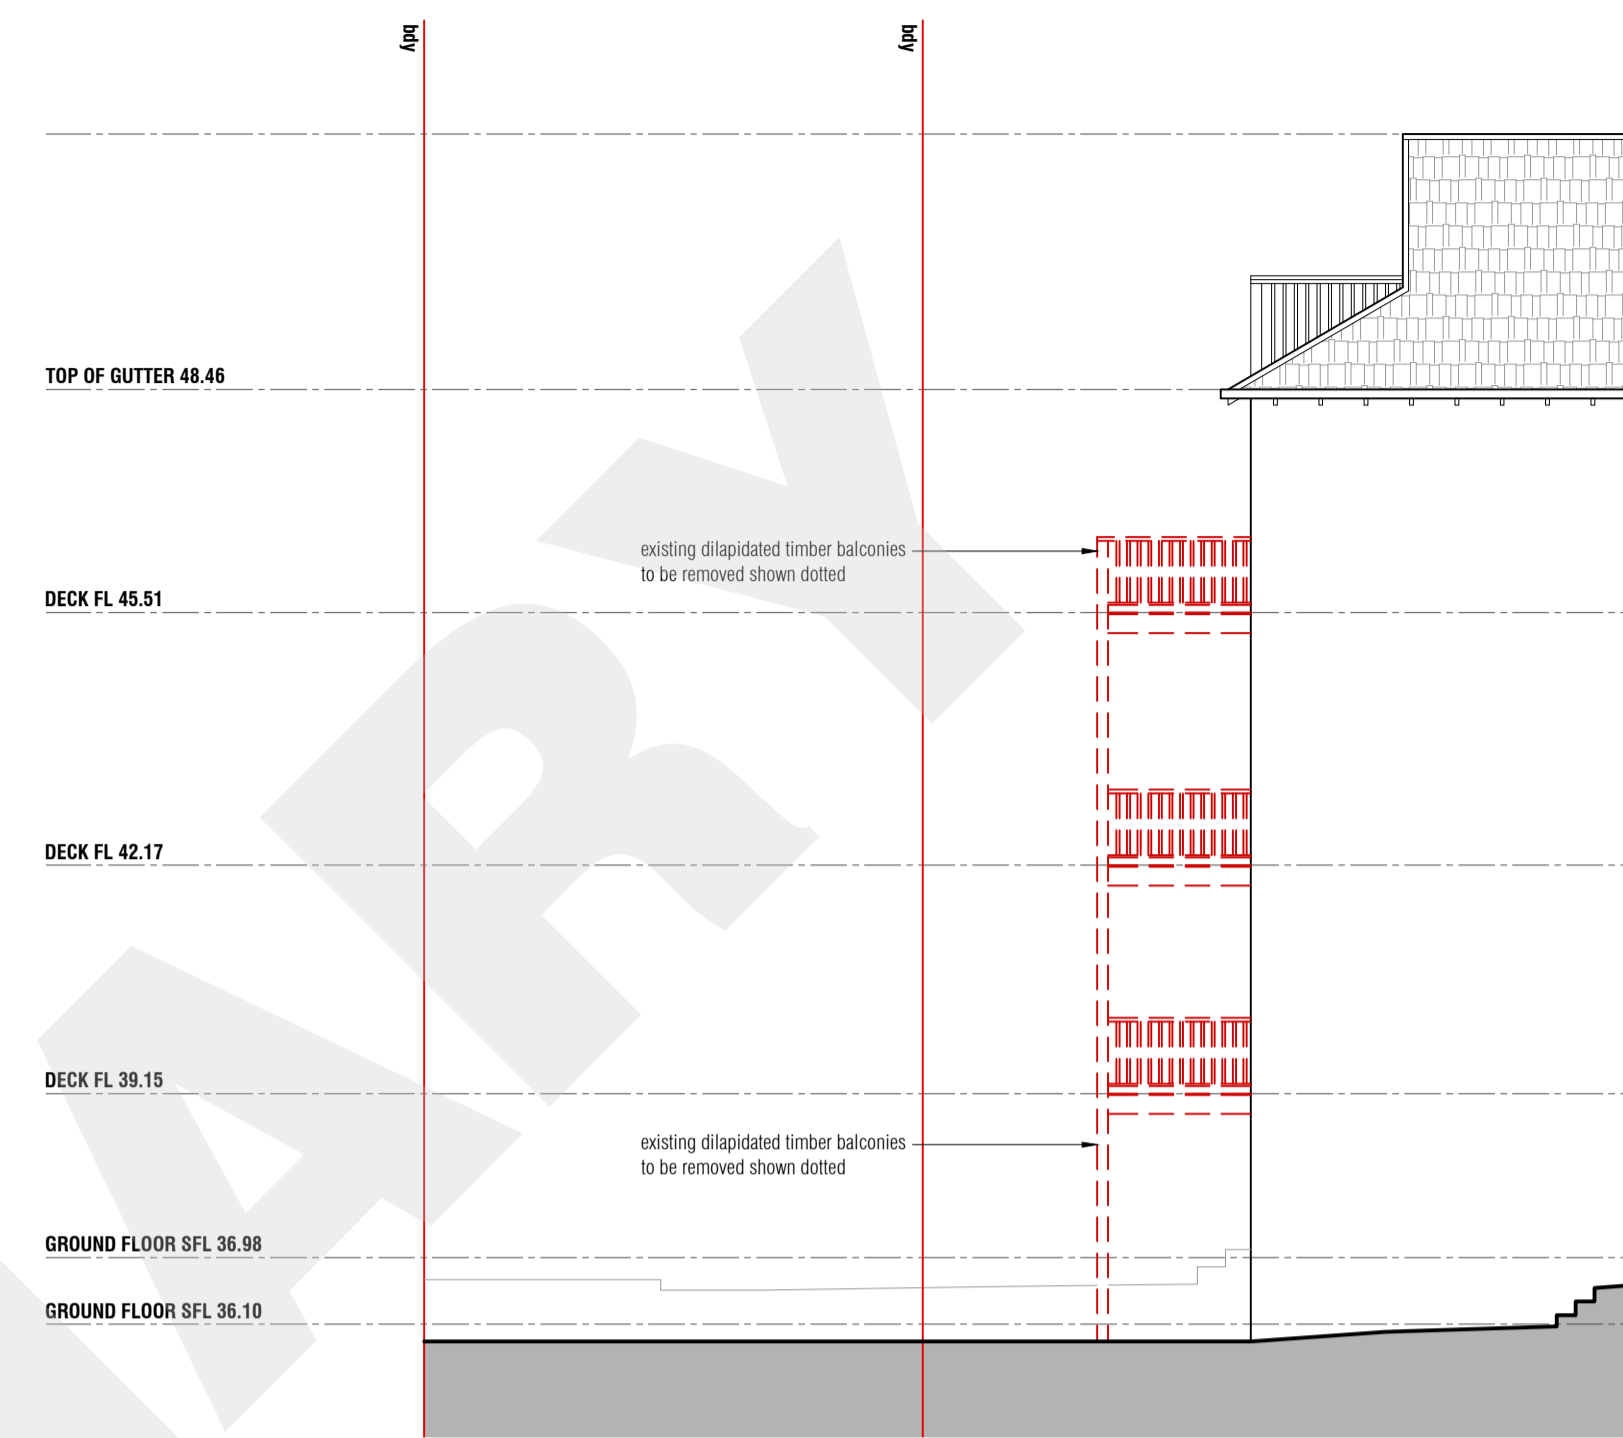 bdy
bdy
TOP OF GUTTER 48.46
existing dilapidated timber balconies
to be removed shown dotted
DECK FL 45.51
DECK FL 42.17
DECK FL 39.15
existing dilapidated timber balconies
to be removed shown dotted
GROUND FLOOR SFL 36.98
GROUND FLOOR SFL 36.10
ARY